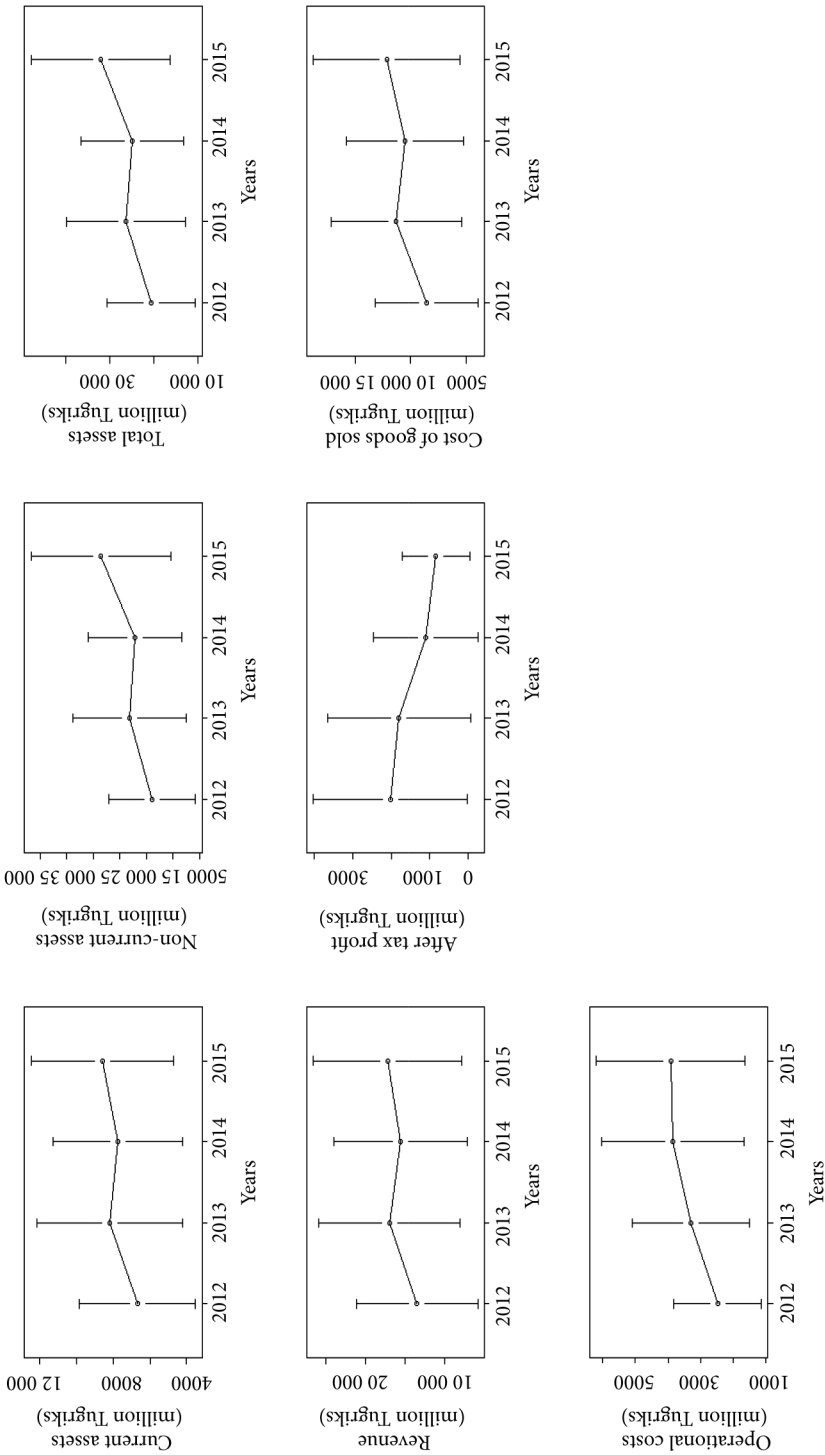 Current assets
(million Tugriks)
4000
8000
12 000
2012
2013
2014
2015
Years
Non-current assets
(million Tugriks)
5000
15 000
25 000
35 000
2012
2013
2014
2015
Years
Total assets
(million Tugriks)
10 000
30 000
2012
2013
2014
2015
Years
Revenue
(million Tugriks)
10 000
20 000
2012
2013
2014
2015
Years
After tax profit
(million Tugriks)
0
1000
3000
2012
2013
2014
2015
Years
Cost of goods sold
(million Tugriks)
5000
10 000
15 000
2012
2013
2014
2015
Years
Operational costs
(million Tugriks)
1000
3000
5000
2012
2013
2014
2015
Years